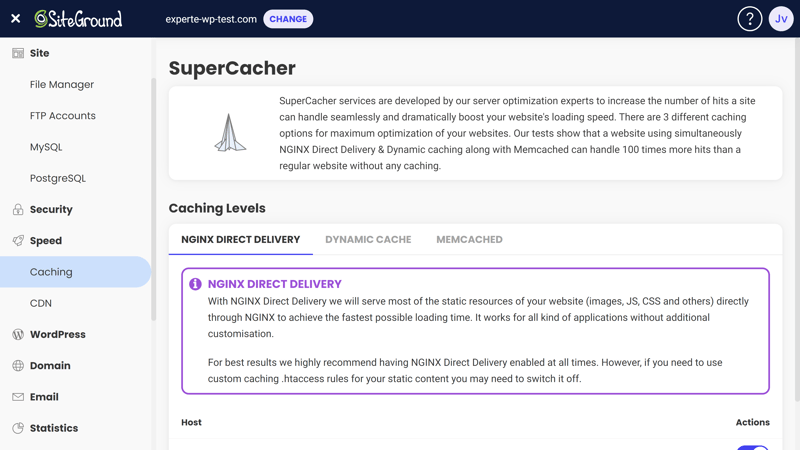 SiteGround
experte-wp-test.com CHANGE
? Jv
Site
File Manager
FTP Accounts
MySQL
PostgreSQL
Security
Speed
Caching
CDN
WordPress
Domain
Email
Statistics
SuperCacher
SuperCacher services are developed by our server optimization experts to increase the number of hits a site
can handle seamlessly and dramatically boost your website's loading speed. There are 3 different caching
options for maximum optimization of your websites. Our tests show that a website using simultaneously
NGINX Direct Delivery & Dynamic caching along with Memcached can handle 100 times more hits than a
regular website without any caching.
Caching Levels
NGINX DIRECT DELIVERY DYNAMIC CACHE MEMCACHED
NGINX DIRECT DELIVERY
With NGINX Direct Delivery we will serve most of the static resources of your website (images, JS, CSS and others) directly
through NGINX to achieve the fastest possible loading time. It works for all kind of applications without additional
customisation.
For best results we highly recommend having NGINX Direct Delivery enabled at all times. However, if you need to use
custom caching .htaccess rules for your static content you may need to switch it off.
Host Actions